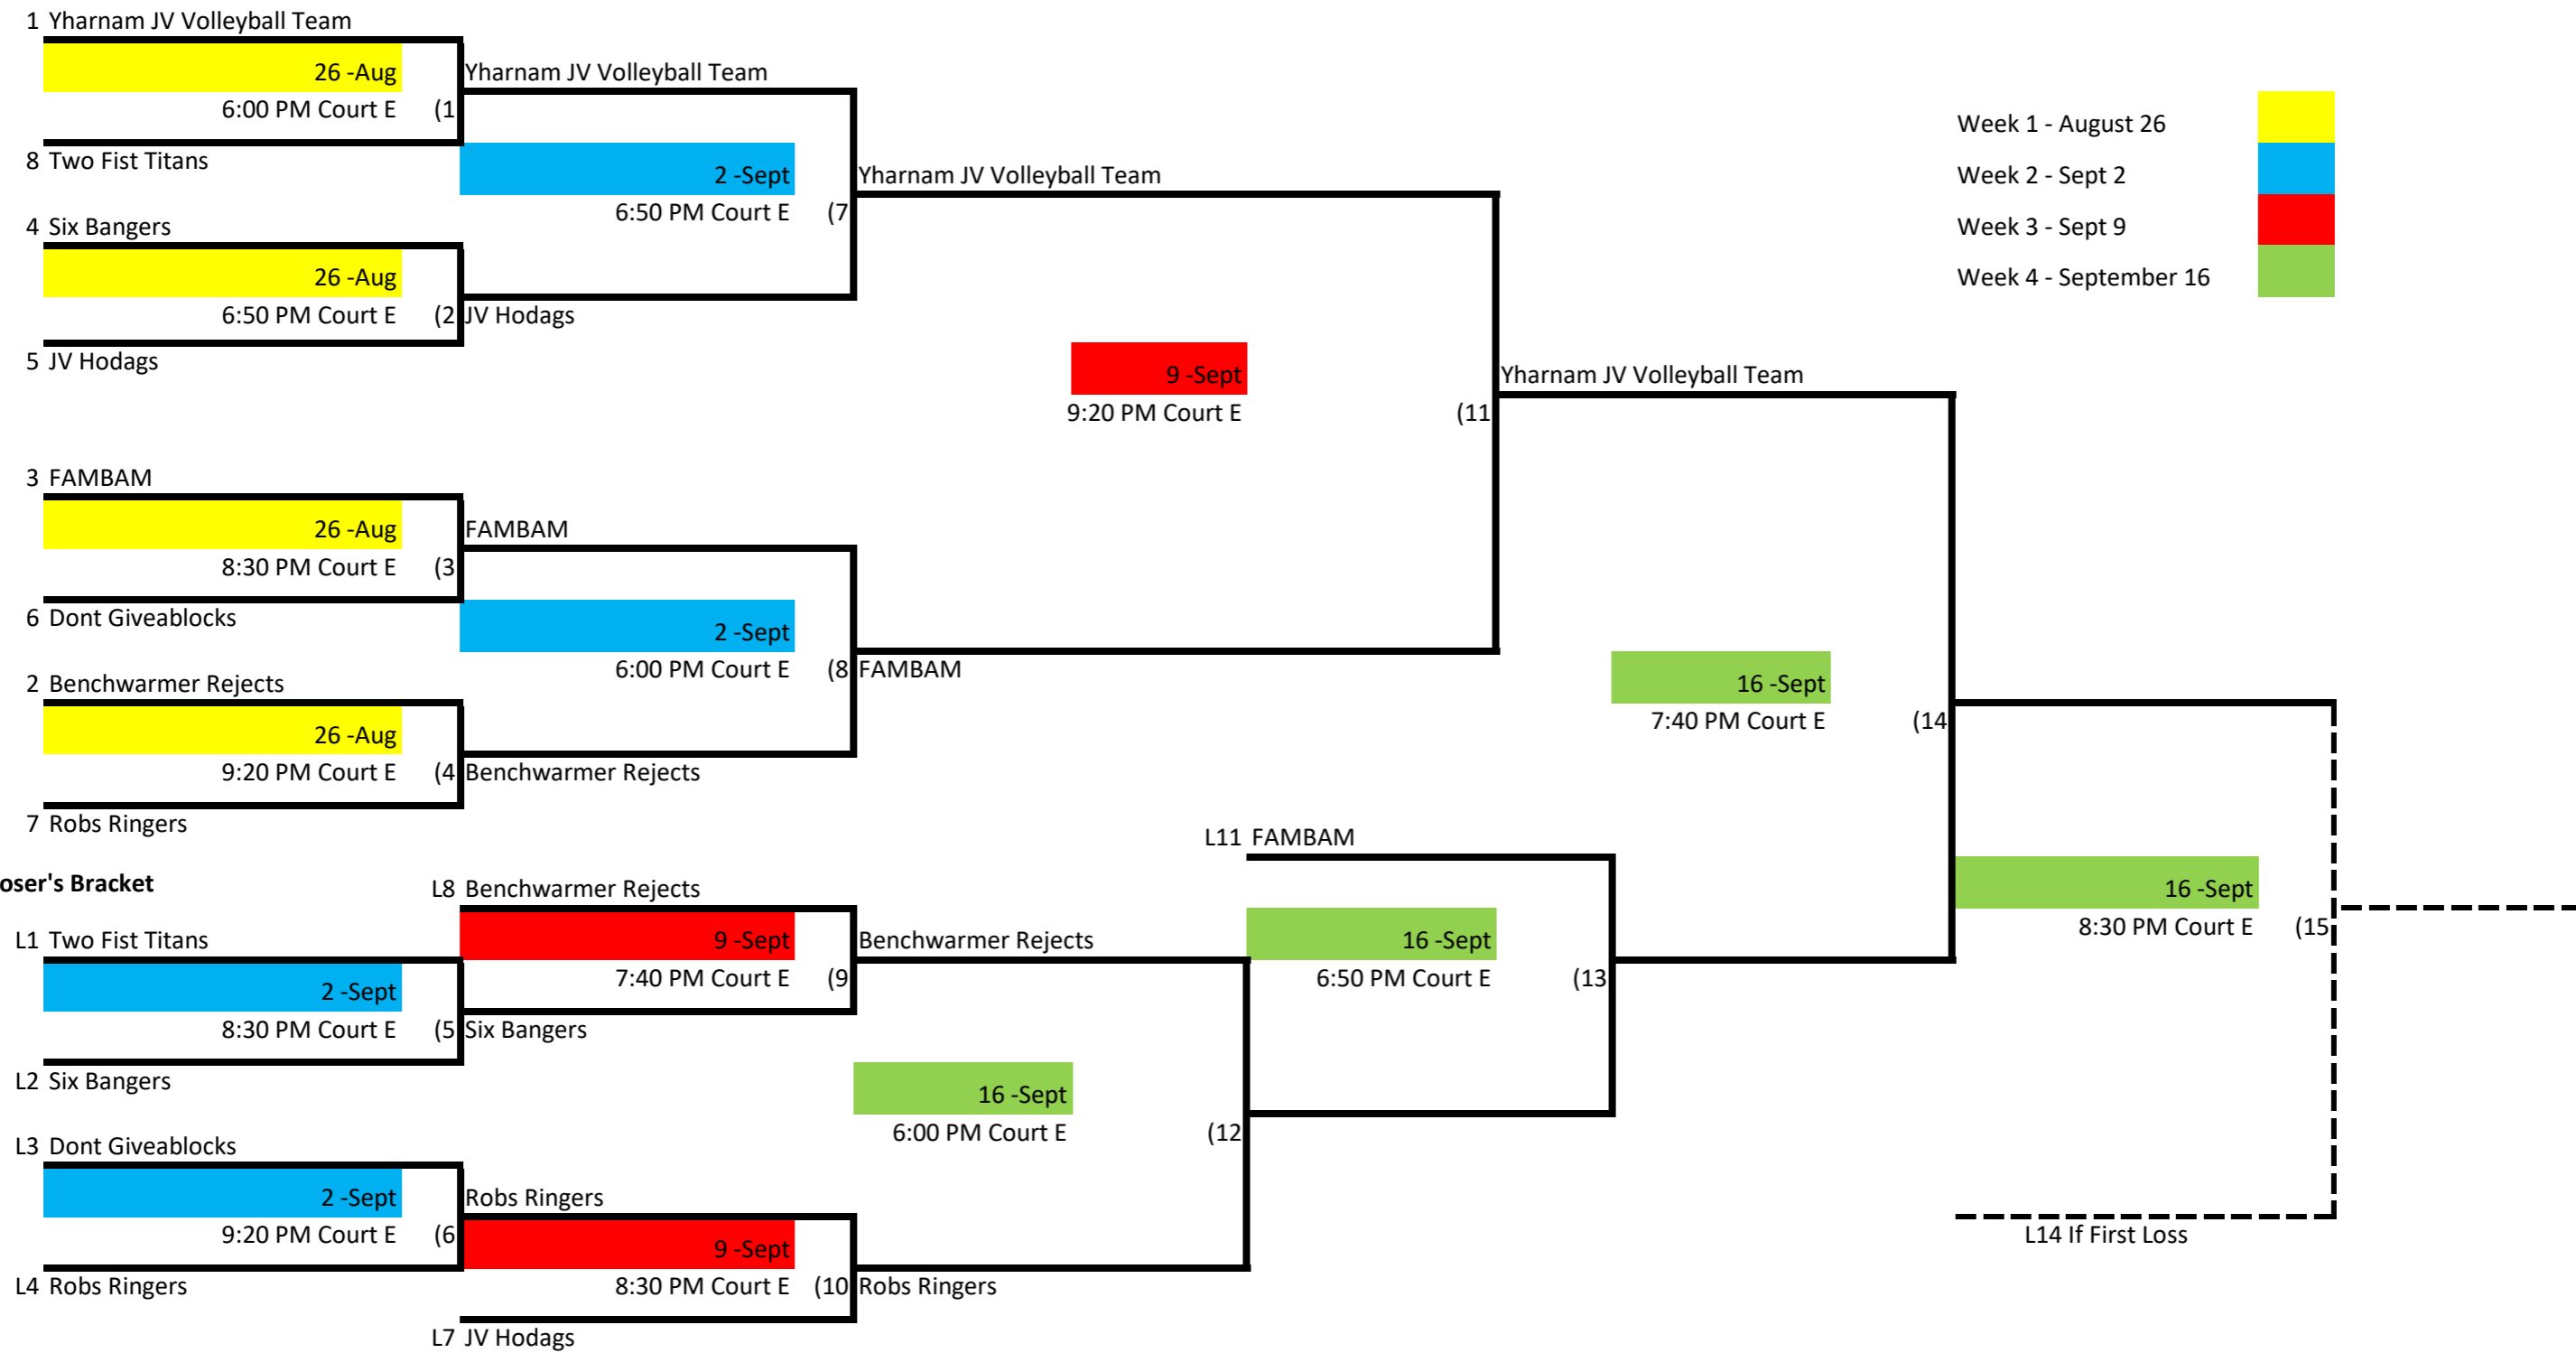 1 Yharnam JV Volleyball Team
26 -Aug
Yharnam JV Volleyball Team
6:00 PM Court E (1
8 Two Fist Titans
2 -Sept
Yharnam JV Volleyball Team
6:50 PM Court E (7
4 Six Bangers
26 -Aug
6:50 PM Court E (2
JV Hodags
5 JV Hodags
Week 1 - August 26
Week 2 - Sept 2
Week 3 - Sept 9
Week 4 - September 16
9 -Sept
Yharnam JV Volleyball Team
9:20 PM Court E (11
3 FAMBAM
26 -Aug
FAMBAM
8:30 PM Court E (3
6 Dont Giveablocks
2 -Sept
6:00 PM Court E (8
FAMBAM
2 Benchwarmer Rejects
26 -Aug
9:20 PM Court E (4
Benchwarmer Rejects
7 Robs Ringers
16 -Sept
7:40 PM Court E (14
L11 FAMBAM
oser's Bracket
L8 Benchwarmer Rejects
16 -Sept
8:30 PM Court E (15
L1 Two Fist Titans
9 -Sept
Benchwarmer Rejects
16 -Sept
7:40 PM Court E (9
6:50 PM Court E (13
2 -Sept
8:30 PM Court E (5
Six Bangers
L2 Six Bangers
16 -Sept
6:00 PM Court E (12
L3 Dont Giveablocks
2 -Sept
Robs Ringers
9:20 PM Court E (6
9 -Sept
L14 If First Loss
L4 Robs Ringers
8:30 PM Court E (10
Robs Ringers
L7 JV Hodags